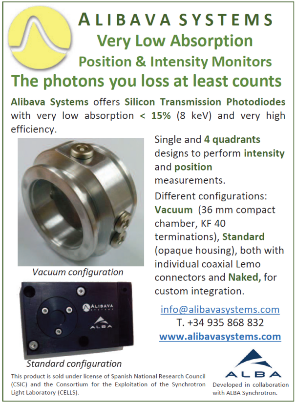 ALIBAVA SYSTEMS
Very Low Absorption
Position & Intensity Monitors
The photons you loss at least counts
Alibava Systems offers Silicon Transmission Photodiodes
with very low absorption < 15% (8 keV) and very high
efficiency.
Single and 4 quadrants
designs to perform intensity
and position
measurements.
Different configurations:
Vacuum (36 mm compact
chamber, KF 40
terminations), Standard
(opaque housing), both with
individual coaxial Lemo
connectors and Naked, for
custom integration.
Vacuum configuration
ALIBAVA
SYSTEMS
ALBA
Standard configuration
info@alibavasystems.com
T. +34 935 868 832
www.alibavasystems.com
ALBA
This product is sold under license of Spanish National Research Council
(CSIC) and the Consortium for the Exploitation of the Synchrotron
Light Laboratory (CELLS).
Developed in collaboration
with ALBA Synchrotron.